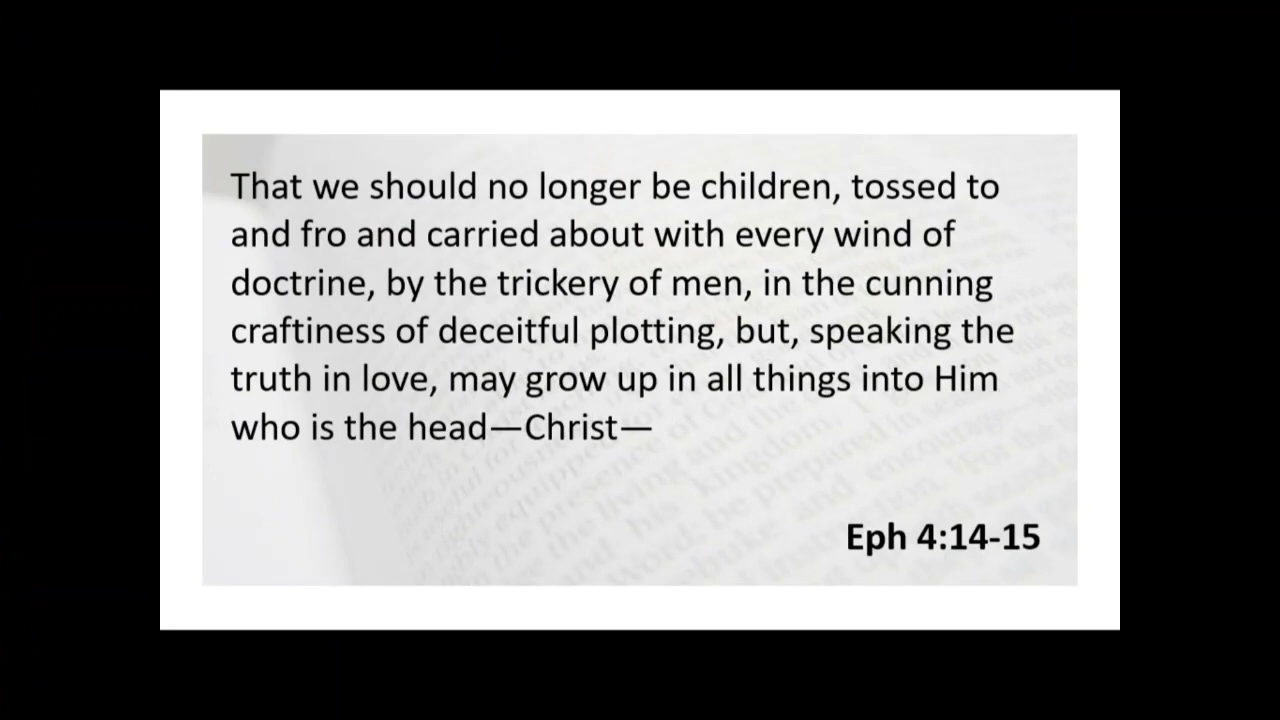 That we should no longer be children, tossed to
and fro and carried about with every wind of
doctrine, by the trickery of men, in the cunning
craftiness of deceitful plotting, but, speaking the
truth in love, may grow up in all things into Him
who is the head—Christ—
Eph 4:14-15